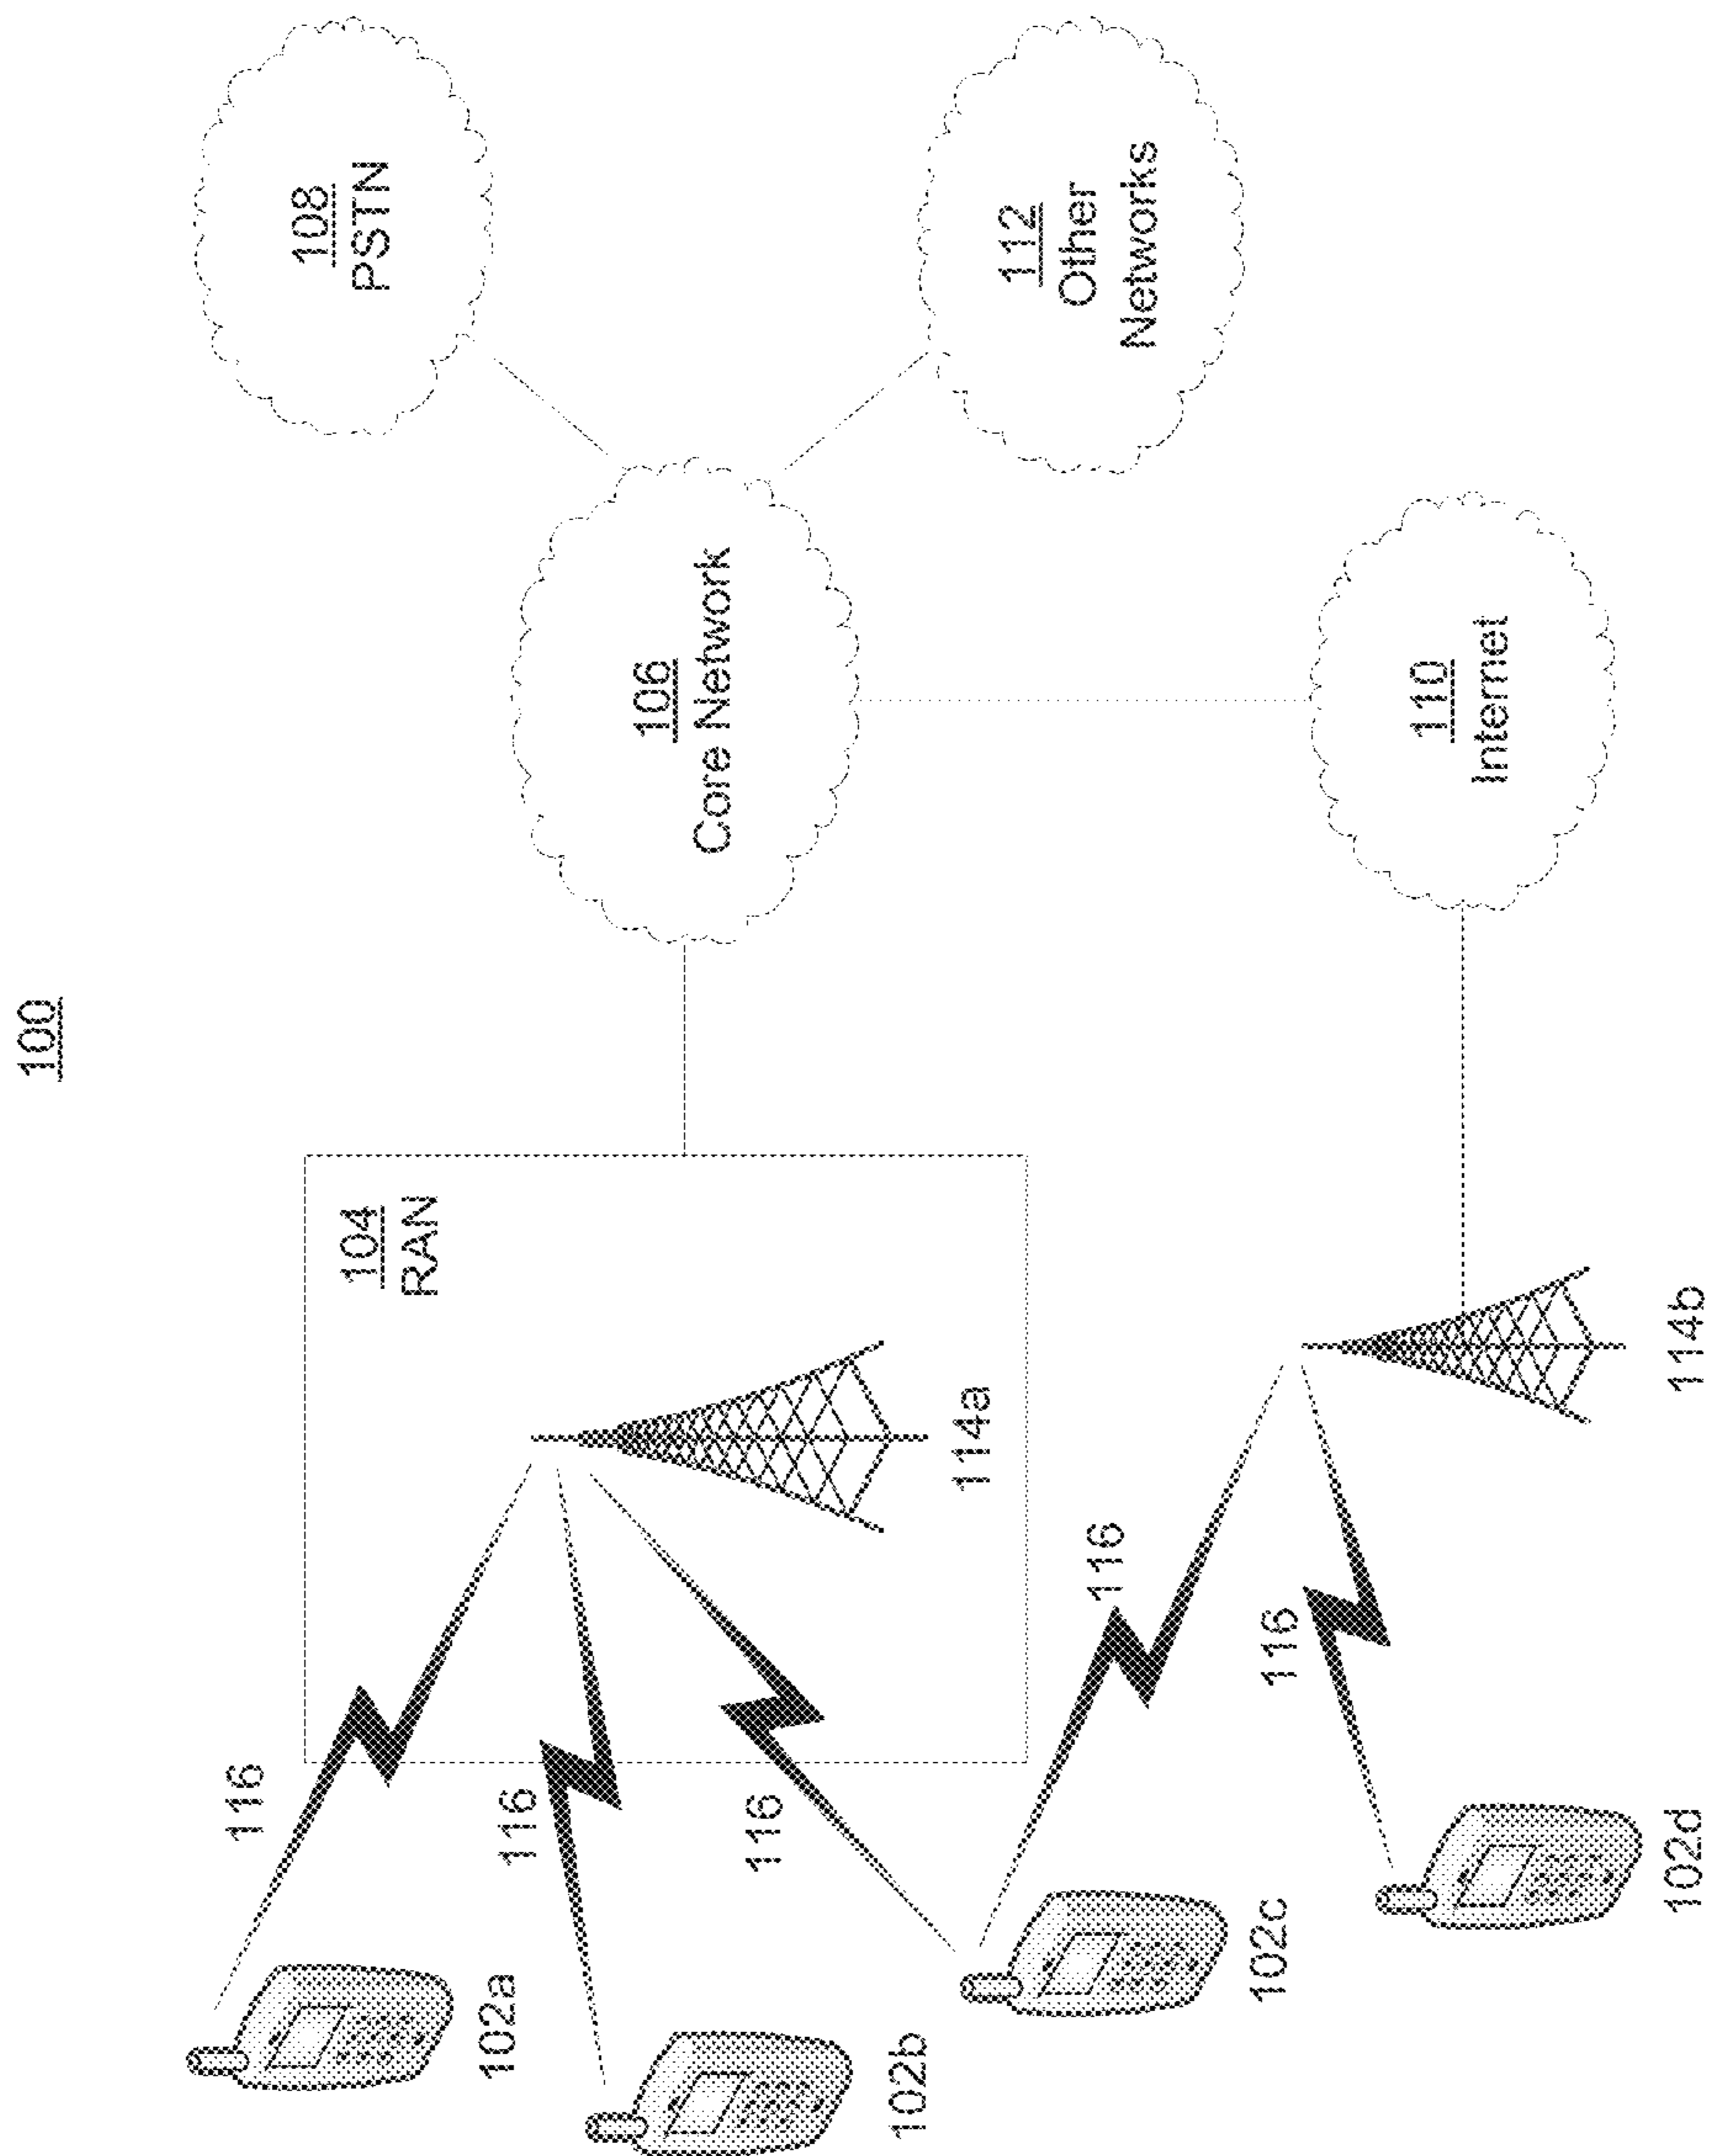 100
108
PSTN
106
Core Network
112
Other
Networks
104
RAN
110
Internet
114a
114b
116
116
116
116
116
102a
102b
102c
102d